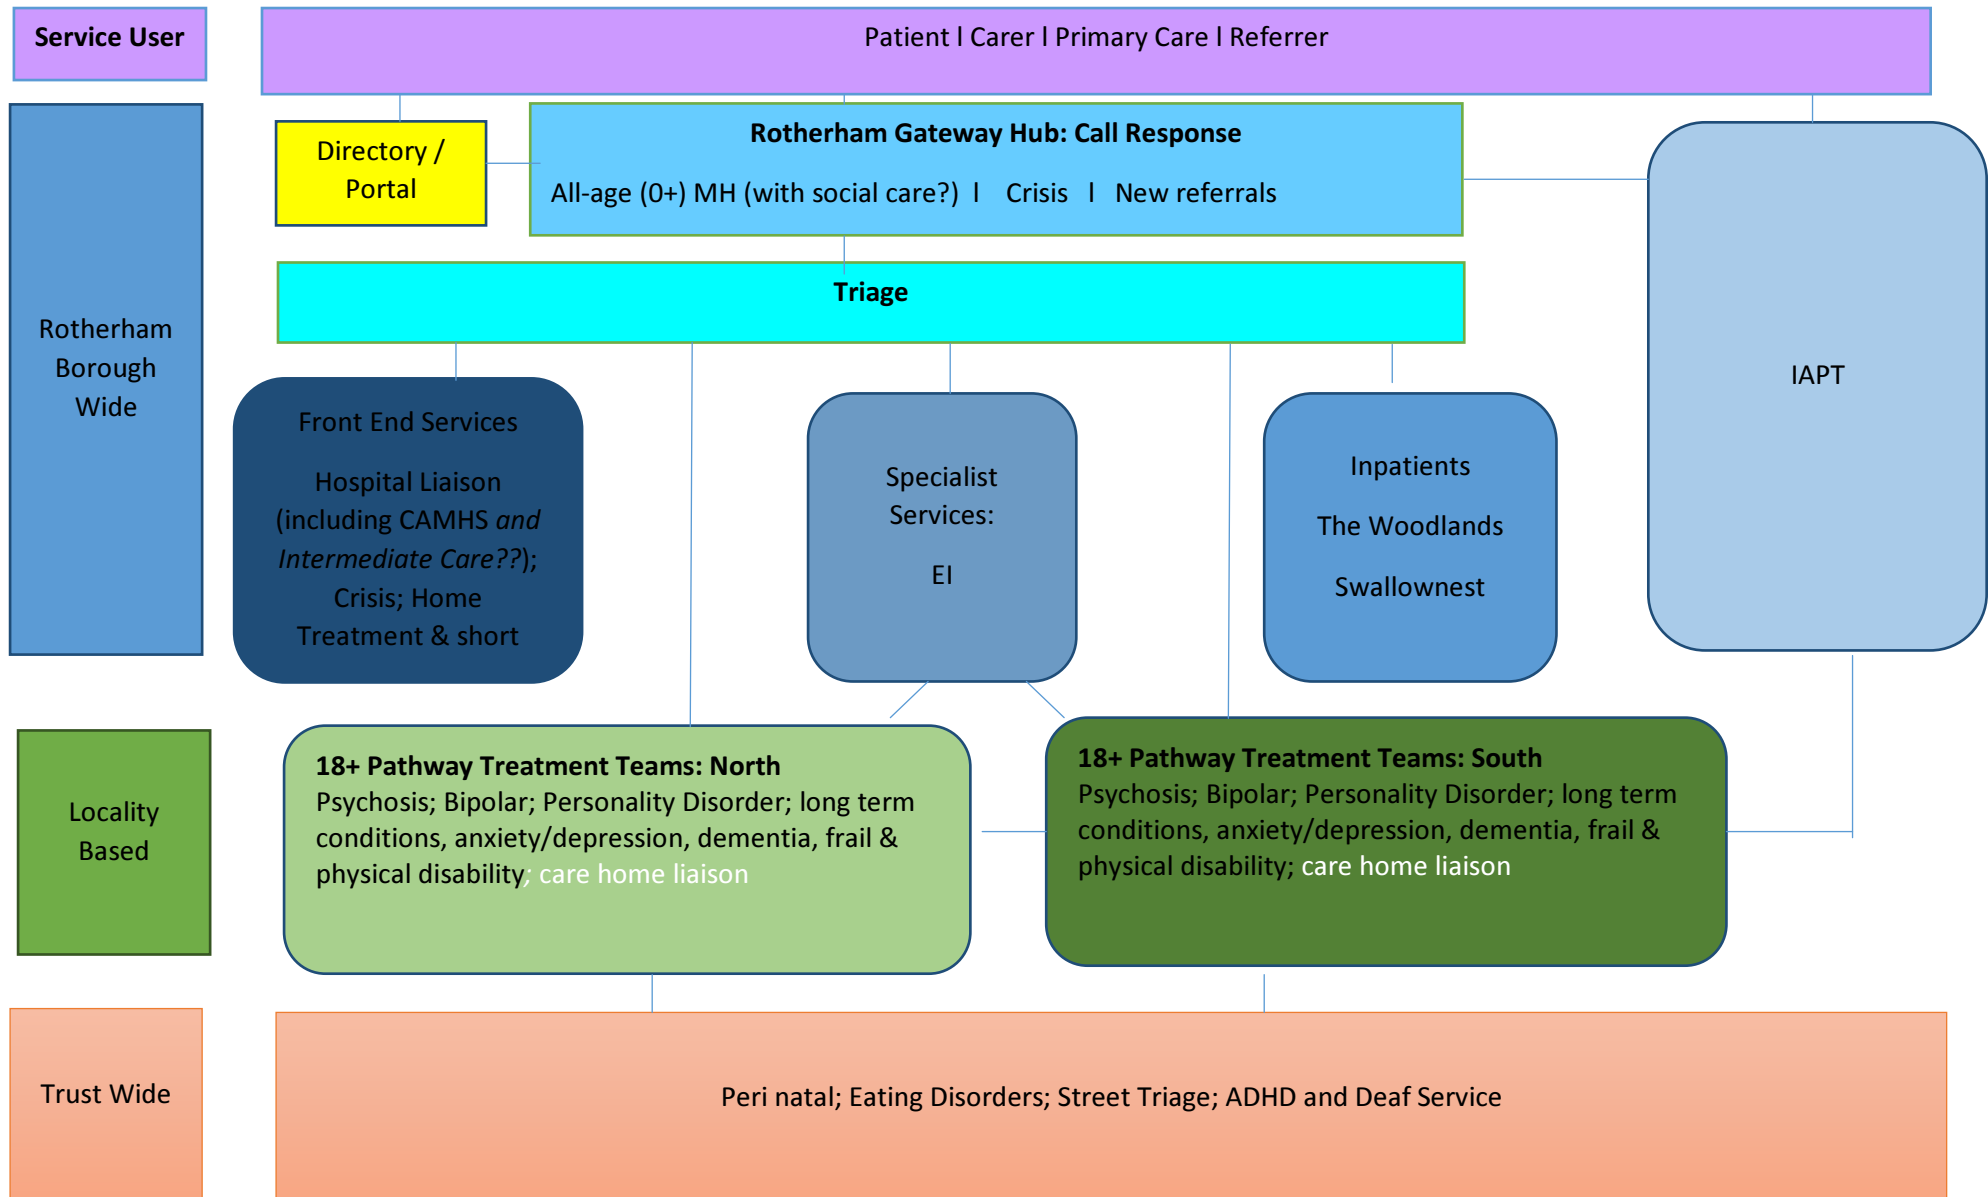 Service User
Patient l Carer l Primary Care l Referrer
Rotherham
Borough
Wide
Directory /
Portal
Rotherham Gateway Hub: Call Response
All-age (0+) MH (with social care?) l Crisis l New referrals
Triage
Front End Services
Hospital Liaison
(including CAMHS and
Intermediate Care??);
Crisis; Home
Treatment & short
Specialist
Services:
EI
Inpatients
The Woodlands
Swallownest
IAPT
Locality
Based
18+ Pathway Treatment Teams: North
Psychosis; Bipolar; Personality Disorder; long term
conditions, anxiety/depression, dementia, frail &
physical disability; care home liaison
18+ Pathway Treatment Teams: South
Psychosis; Bipolar; Personality Disorder; long term
conditions, anxiety/depression, dementia, frail &
physical disability; care home liaison
Trust Wide
Peri natal; Eating Disorders; Street Triage; ADHD and Deaf Service